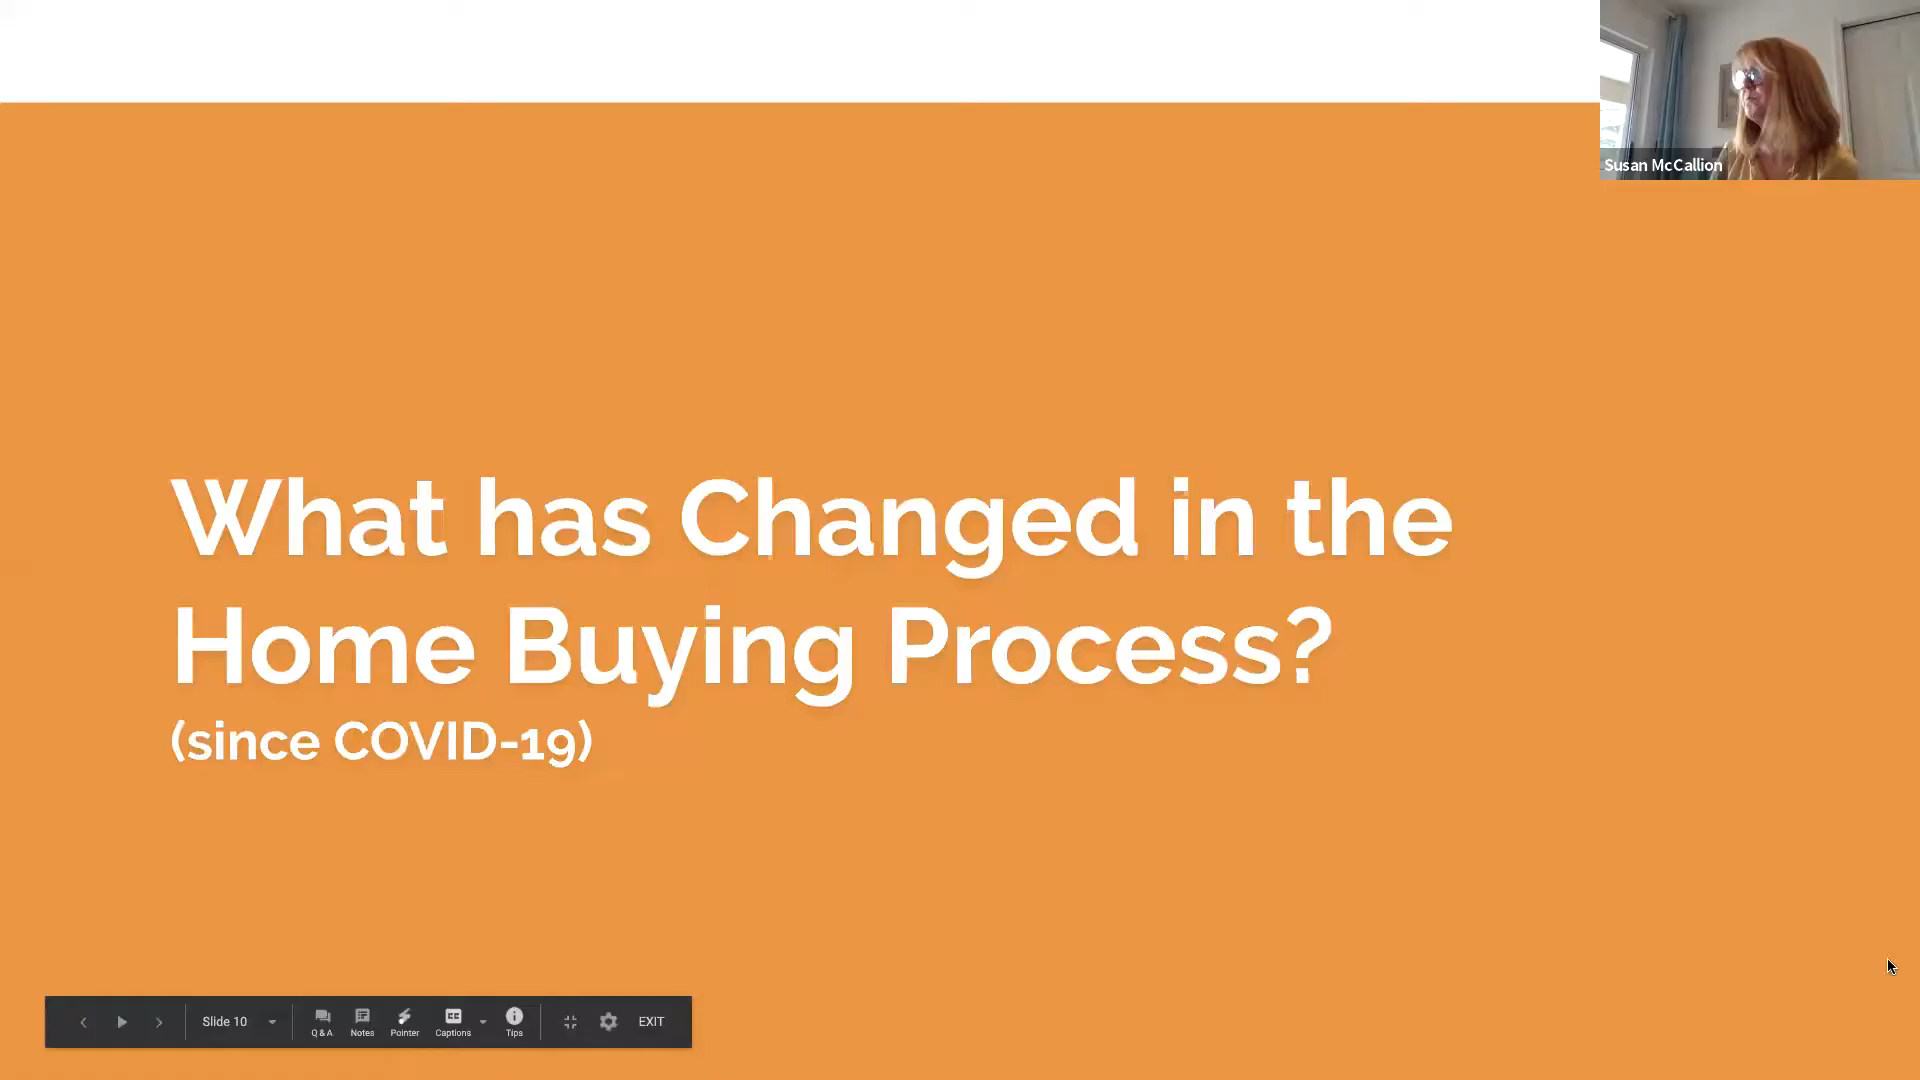 Susan McCallion
What has Changed in the
Home Buying Process?
(since COVID-19)
Slide 10
Q & A
Notes
Pointer
CC
Captions
Tips
EXIT